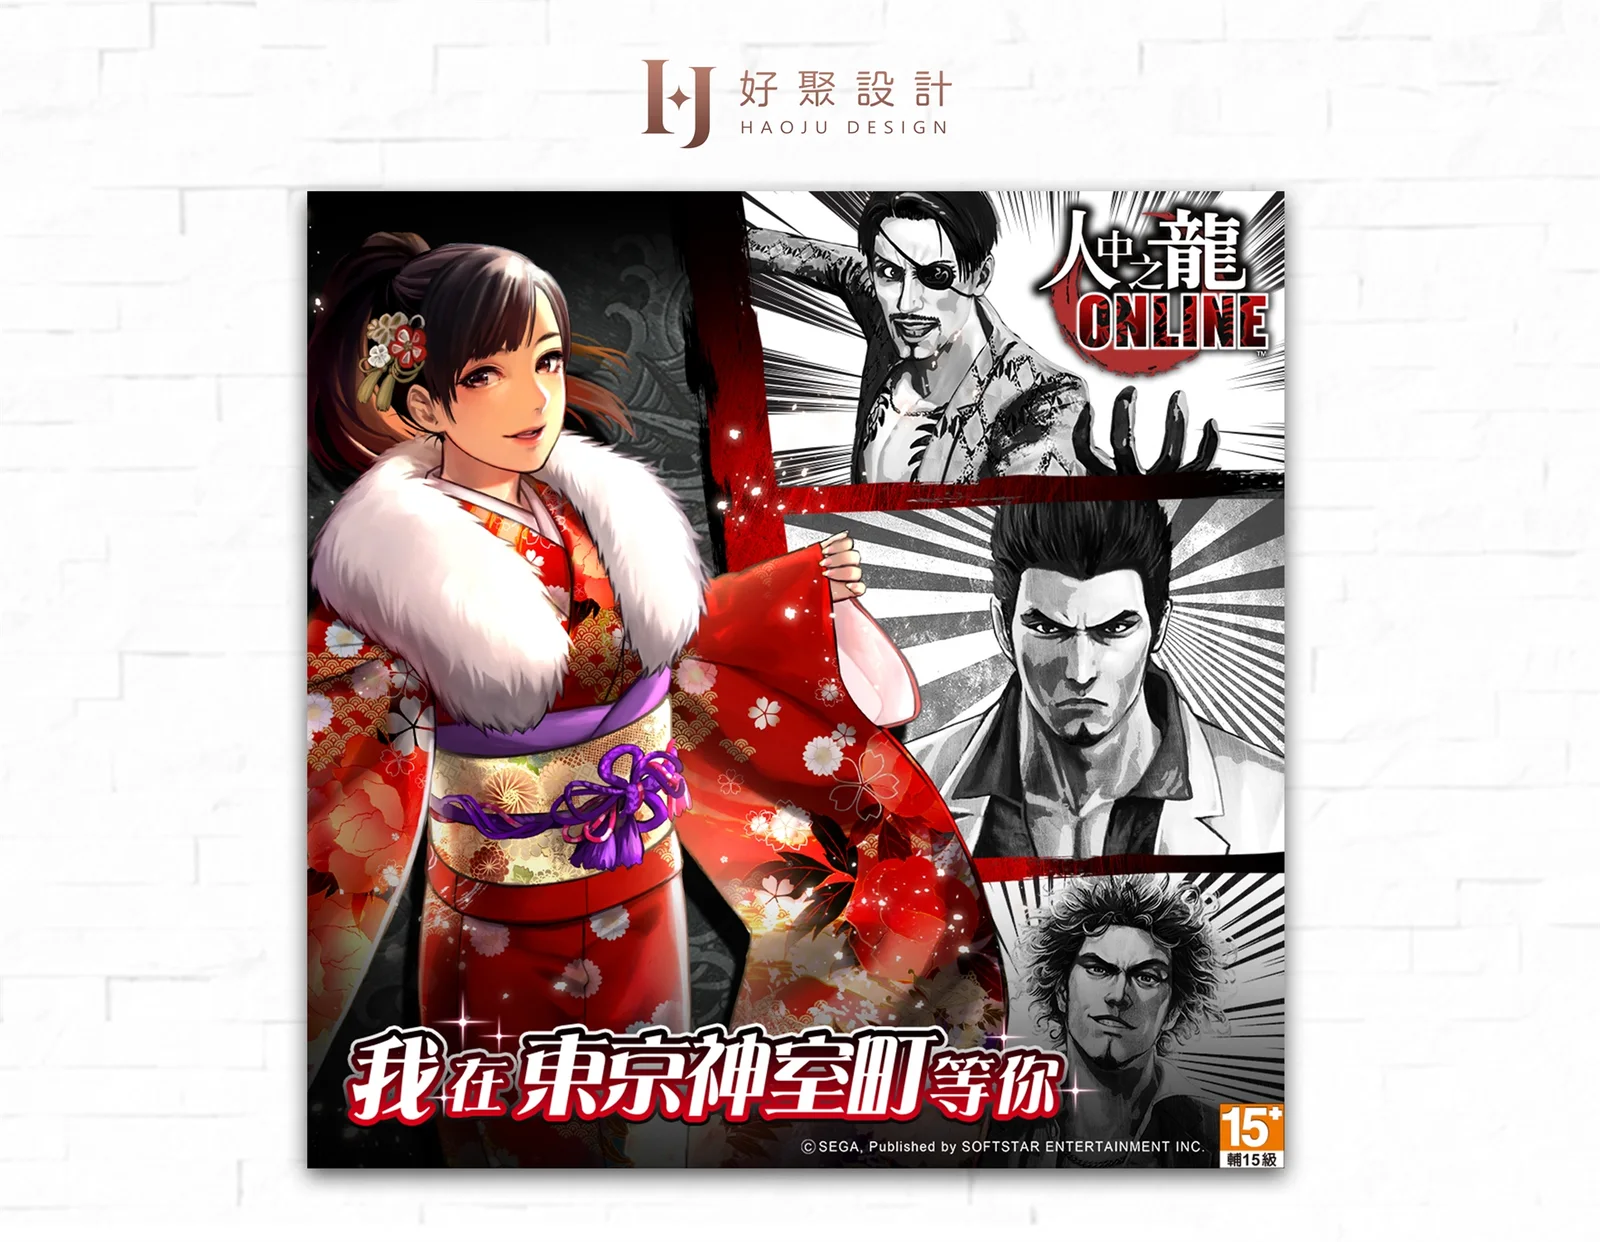 好聚設計
HAOJU DESIGN
人中之龍
ONLINE
TM
我在東京神室町等你
©SEGA, Published by SOFTSTAR ENTERTAINMENT INC.
15+
輔15級